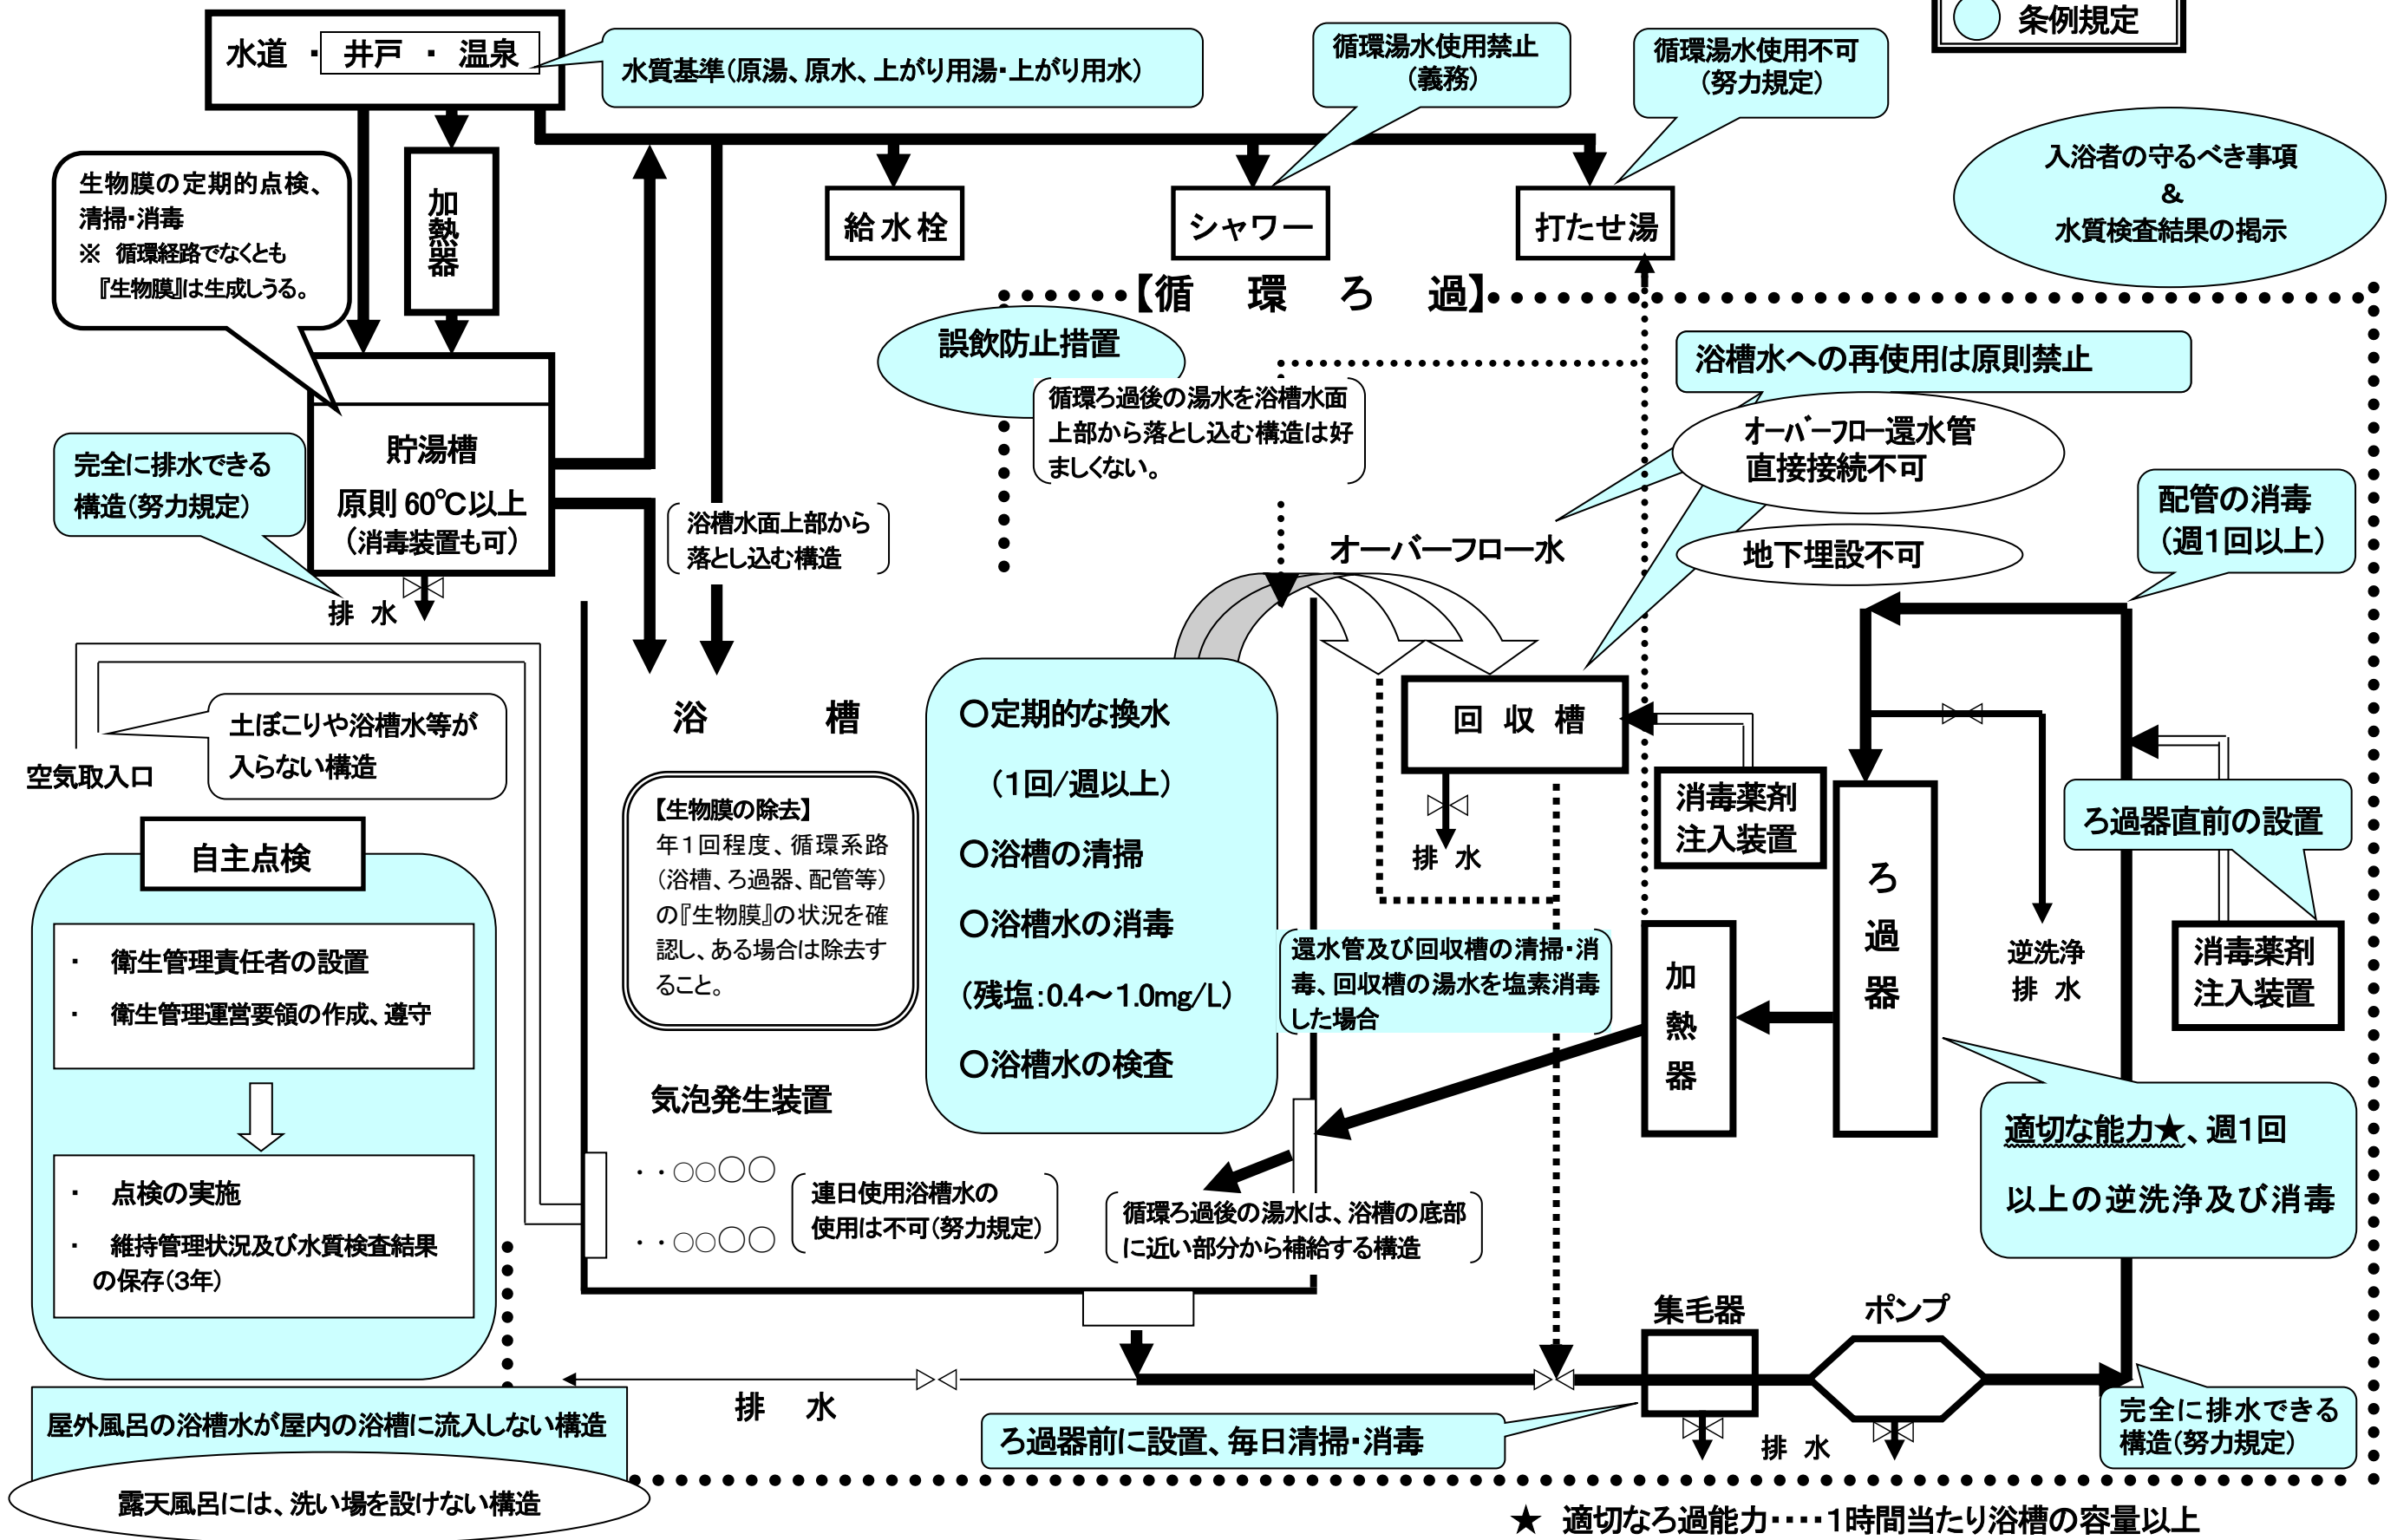 条例規定
水道 ・ 井戸 ・ 温泉
水質基準（原湯、原水、上がり用湯・上がり用水）
循環湯水使用禁止
（義務）
循環湯水使用不可
（努力規定）
入浴者の守るべき事項
＆
水質検査結果の掲示
生物膜の定期的点検、
清掃・消毒
※ 循環経路でなくとも
『生物膜』は生成しうる。
加熱器
給水栓
シャワー
打たせ湯
【循 環 ろ 過】
誤飲防止措置
循環ろ過後の湯水を浴槽水面
上部から落とし込む構造は好
ましくない。
浴槽水への再使用は原則禁止
オーバーフロー還水管
直接接続不可
地下埋設不可
完全に排水できる
構造（努力規定）
貯湯槽
原則 60℃以上
（消毒装置も可）
排 水
浴槽水面上部から
落とし込む構造
オーバーフロー水
配管の消毒
（週１回以上）
土ぼこりや浴槽水等が
入らない構造
空気取入口
浴 槽
〇定期的な換水
（１回/週以上）
〇浴槽の清掃
〇浴槽水の消毒
（残塩：0.4～1.0mg/L）
〇浴槽水の検査
回 収 槽
排 水
消毒薬剤
注入装置
ろ過器直前の設置
【生物膜の除去】
年１回程度、循環系路
（浴槽、ろ過器、配管等）
の『生物膜』の状況を確
認し、ある場合は除去す
ること。
自主点検
・ 衛生管理責任者の設置
・ 衛生管理運営要領の作成、遵守
・ 点検の実施
・ 維持管理状況及び水質検査結果
の保存（３年）
還水管及び回収槽の清掃・消
毒、回収槽の湯水を塩素消毒
した場合
加熱器
ろ過器
逆洗浄
排 水
消毒薬剤
注入装置
適切な能力★、週１回
以上の逆洗浄及び消毒
気泡発生装置
・・○○○○
・・○○○○
連日使用浴槽水の
使用は不可（努力規定）
循環ろ過後の湯水は、浴槽の底部
に近い部分から補給する構造
集毛器
ポンプ
排 水
ろ過器前に設置、毎日清掃・消毒
排 水
完全に排水できる
構造（努力規定）
屋外風呂の浴槽水が屋内の浴槽に流入しない構造
露天風呂には、洗い場を設けない構造
★ 適切なろ過能力・・・・１時間当たり浴槽の容量以上